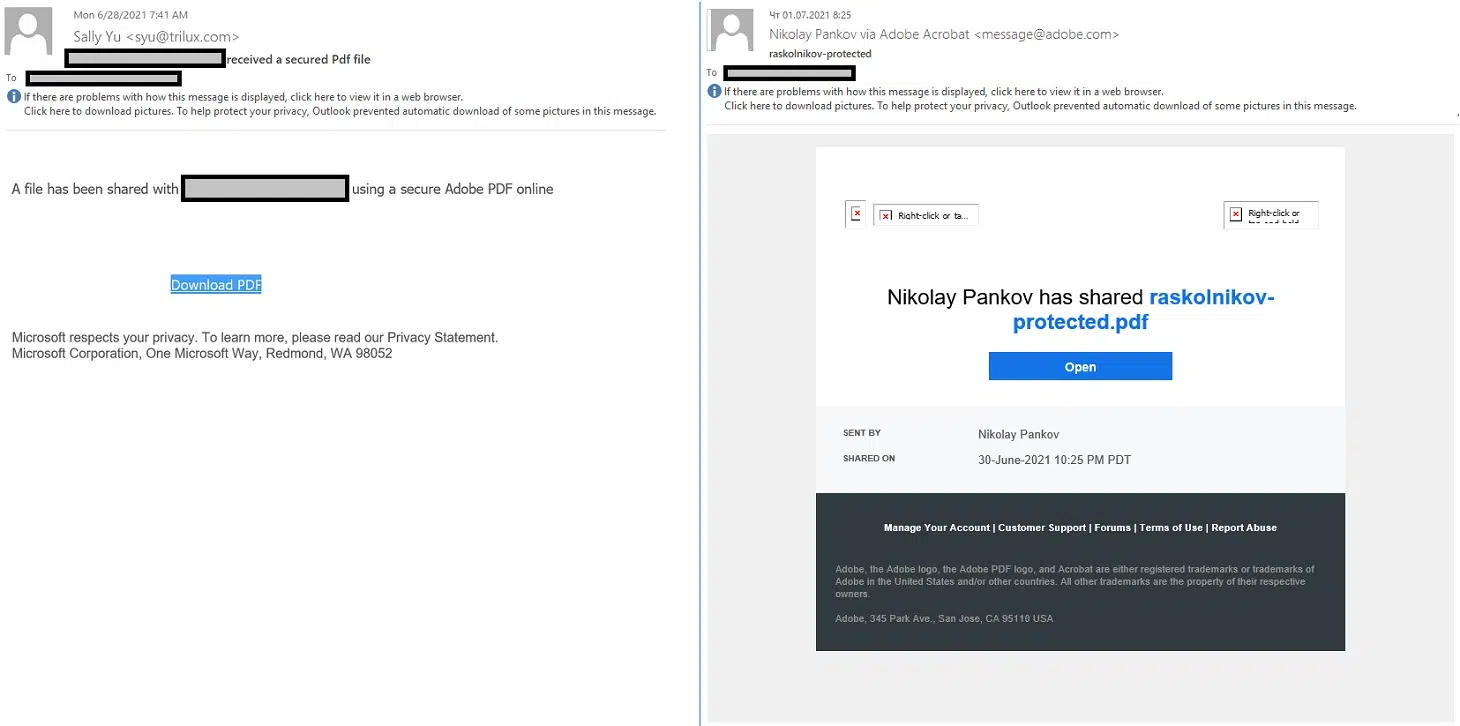 Mon 6/28/2021 7:41 AM
Sally Yu <syu@trilux.com>
received a secured Pdf file
To
If there are problems with how this message is displayed, click here to view it in a web browser.
Click here to download pictures. To help protect your privacy, Outlook prevented automatic download of some pictures in this message.
A file has been shared with using a secure Adobe PDF online
Download PDF
Microsoft respects your privacy. To learn more, please read our Privacy Statement.
Microsoft Corporation, One Microsoft Way, Redmond, WA 98052
Чт 01.07.2021 8:25
Nikolay Pankov via Adobe Acrobat <message@adobe.com>
raskolnikov-protected
To
If there are problems with how this message is displayed, click here to view it in a web browser.
Click here to download pictures. To help protect your privacy, Outlook prevented automatic download of some pictures in this message.
Right-click or ta...
Right-click or
Nikolay Pankov has shared raskolnikov-
protected.pdf
Open
SENT BY Nikolay Pankov
SHARED ON 30-June-2021 10:25 PM PDT
Manage Your Account | Customer Support | Forums | Terms of Use | Report Abuse
Adobe, the Adobe logo, the Adobe PDF logo, and Acrobat are either registered trademarks or trademarks of
Adobe in the United States and/or other countries. All other trademarks are the property of their respective
owners.
Adobe, 345 Park Ave., San Jose, CA 95110 USA